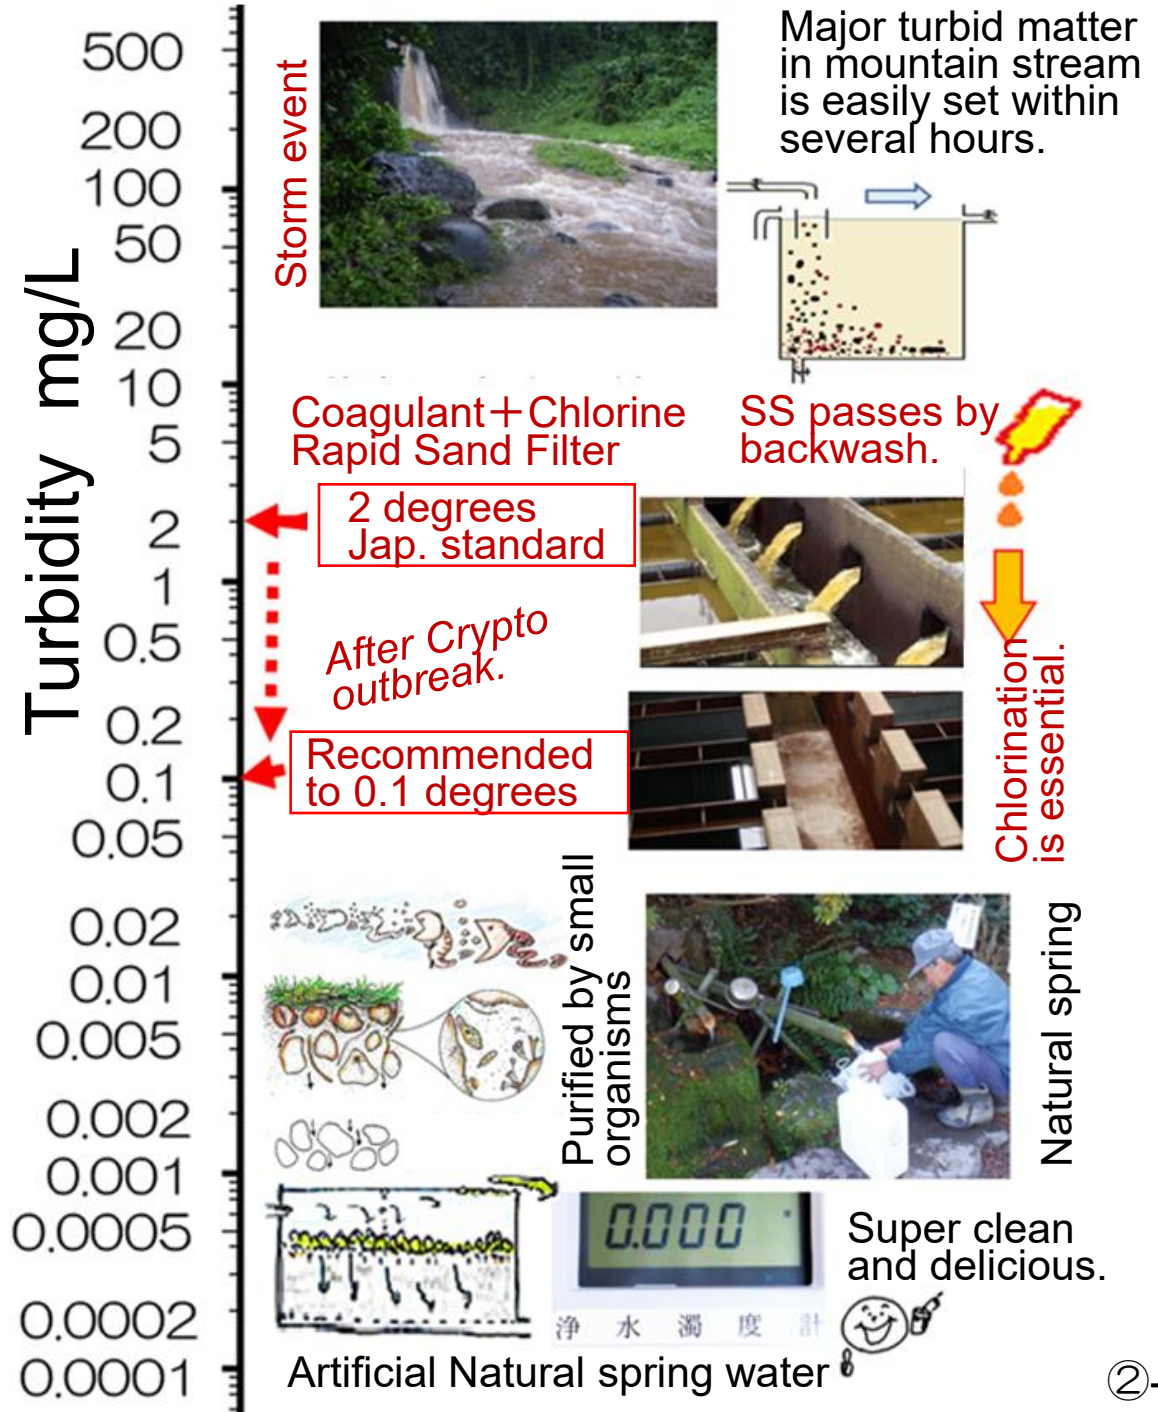 Turbidity mg/L
500
200
100
50
20
10
5
2
1
0.5
0.2
0.1
0.05
0.02
0.01
0.005
0.002
0.001
0.0005
0.0002
0.0001
Storm event
Major turbid matter
in mountain stream
is easily set within
several hours.
Coagulant＋Chlorine
Rapid Sand Filter
SS passes by
backwash.
2 degrees
Jap. standard
After Crypto
outbreak.
Recommended
to 0.1 degrees
Chlorination
is essential.
Purified by small
organisms
Natural spring
0.000
浄水濁度計
Super clean
and delicious.
Artificial Natural spring water
②-